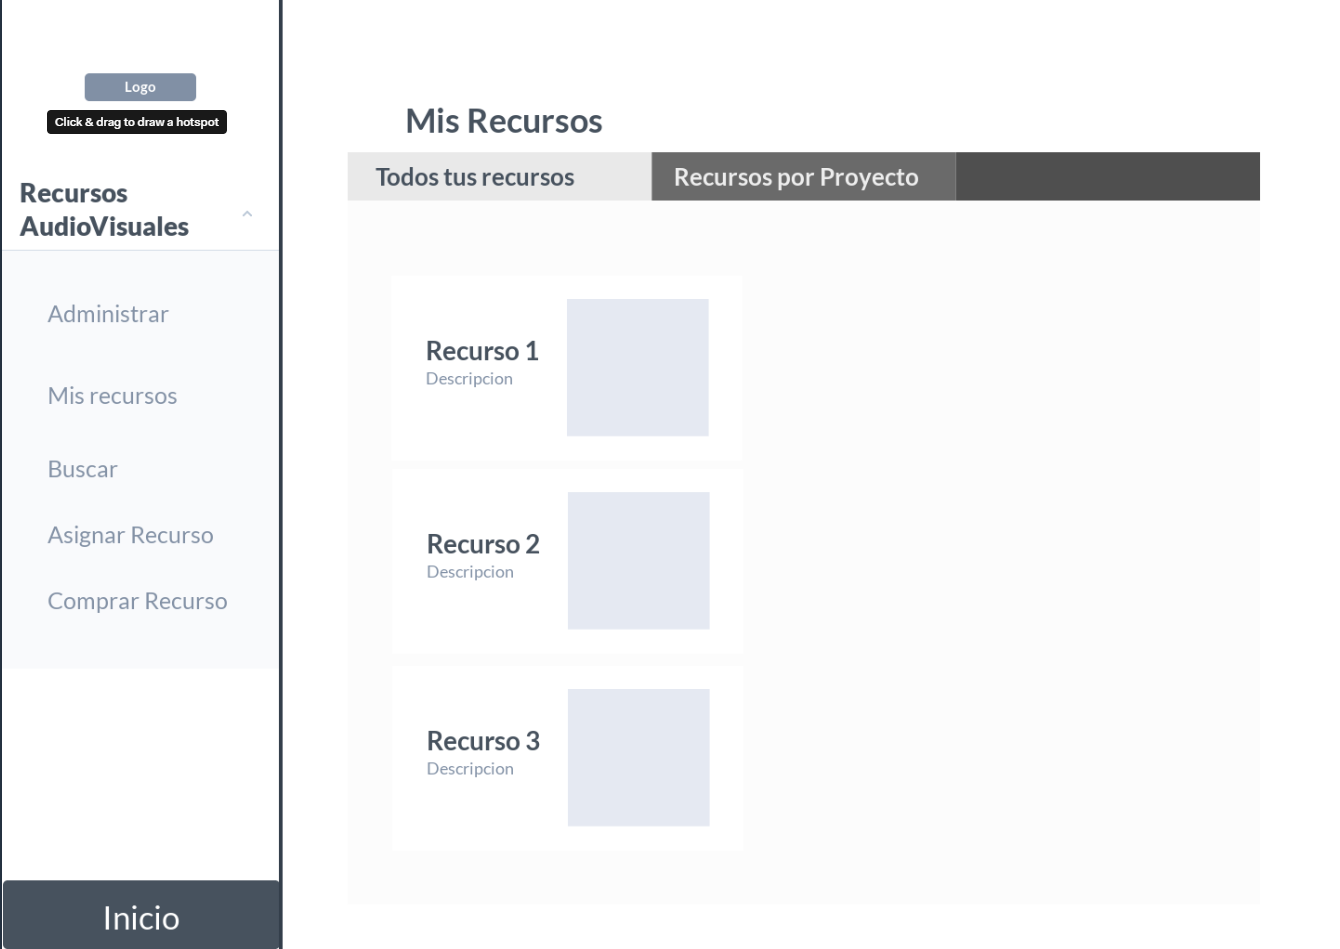 Logo
Click & drag to draw a hotspot
Recursos
AudioVisuales
Administrar
Mis recursos
Buscar
Asignar Recurso
Comprar Recurso
Inicio
Mis Recursos
Todos tus recursos
Recursos por Proyecto
Recurso 1
Descripcion
Recurso 2
Descripcion
Recurso 3
Descripcion